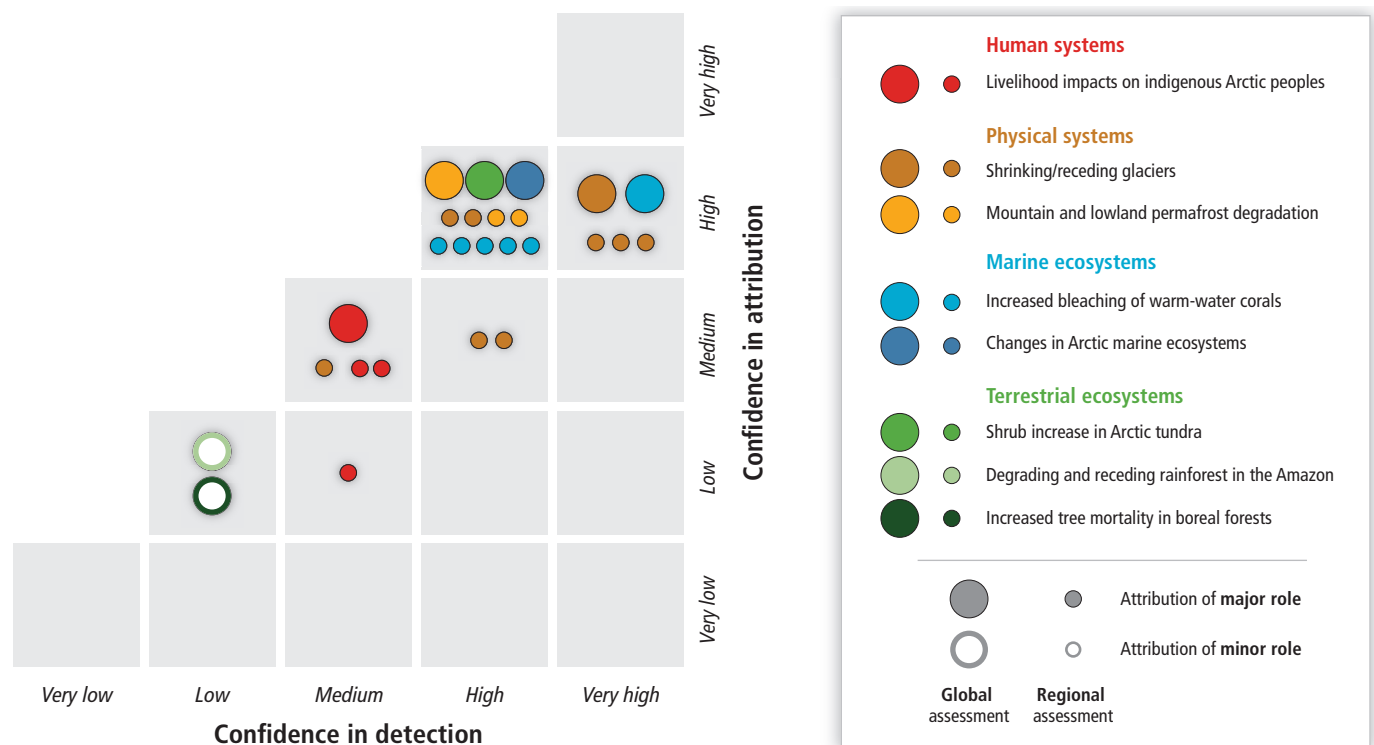 Very high
High
Medium
Low
Very low
Confidence in attribution
Very low
Low
Medium
High
Very high
Confidence in detection
Human systems
Livelihood impacts on indigenous Arctic peoples
Physical systems
Shrinking/receding glaciers
Mountain and lowland permafrost degradation
Marine ecosystems
Increased bleaching of warm-water corals
Changes in Arctic marine ecosystems
Terrestrial ecosystems
Shrub increase in Arctic tundra
Degrading and receding rainforest in the Amazon
Increased tree mortality in boreal forests
Attribution of major role
Attribution of minor role
Global
assessment
Regional
assessment